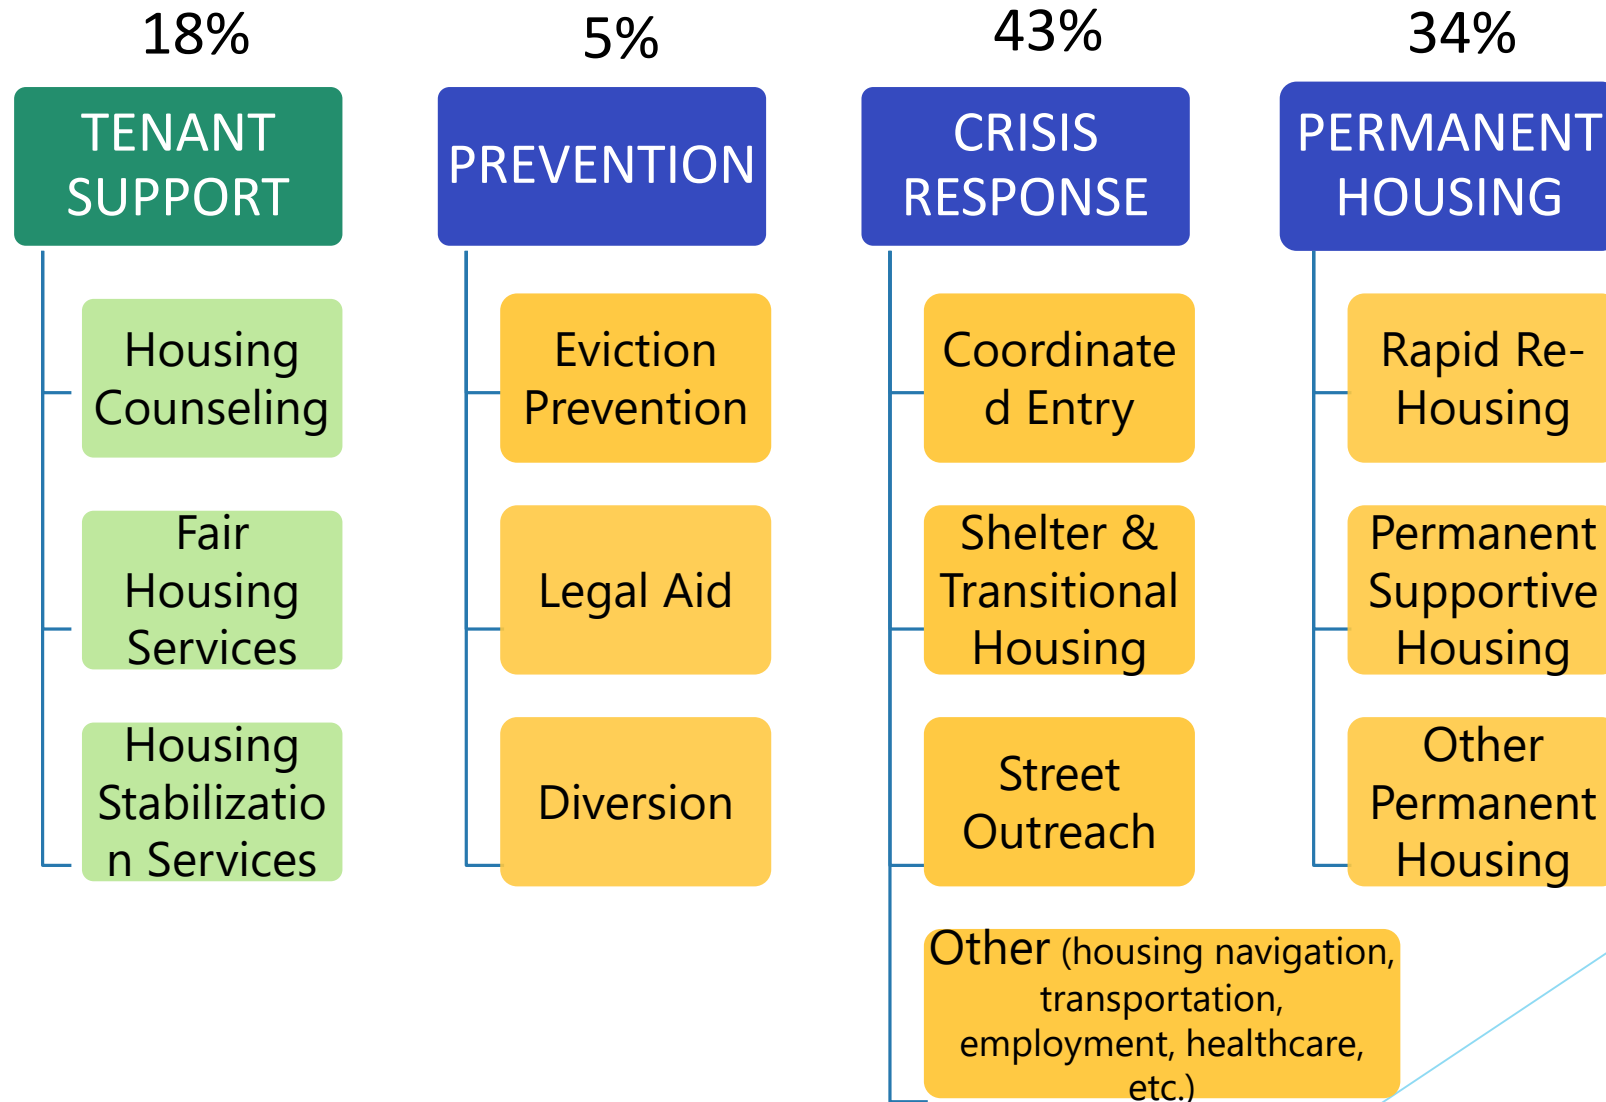 18%
TENANT
SUPPORT
Housing
Counseling
Fair
Housing
Services
Housing
Stabilizatio
n Services
5%
PREVENTION
Eviction
Prevention
Legal Aid
Diversion
43%
CRISIS
RESPONSE
Coordinate
d Entry
Shelter &
Transitional
Housing
Street
Outreach
Other (housing navigation,
transportation,
employment, healthcare,
etc.)
34%
PERMANENT
HOUSING
Rapid Re-
Housing
Permanent
Supportive
Housing
Other
Permanent
Housing